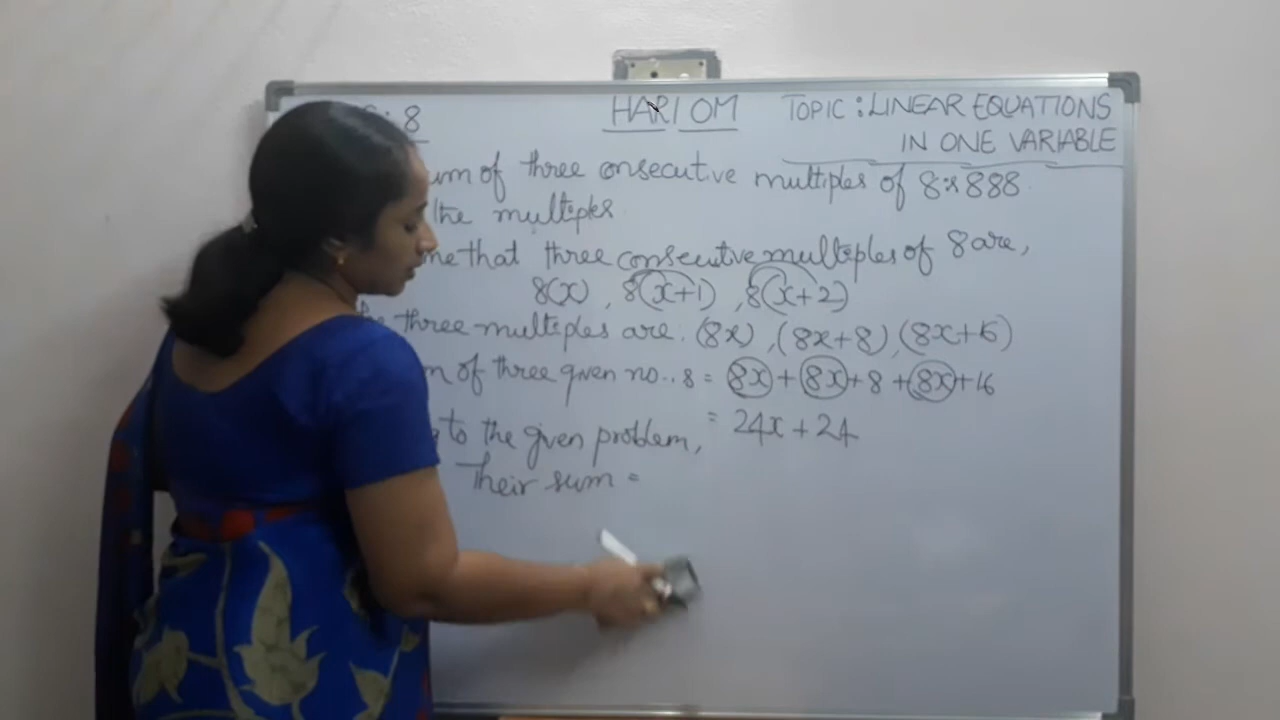 : 8
HARI OM
TOPIC : LINEAR EQUATIONS
IN ONE VARIABLE
um of three onsecutive multiples of 8 is 888
the multiples
me that three consecutive multiples of 8 are,
8(x) , 8(x+1) , 8(x+2)
three multiples are. (8x) , (8x+8) , (8x+16)
m of three given no.. 8 = 8x + 8x + 8 + 8x + 16
= 24x + 24
to the given problem,
Their sum =